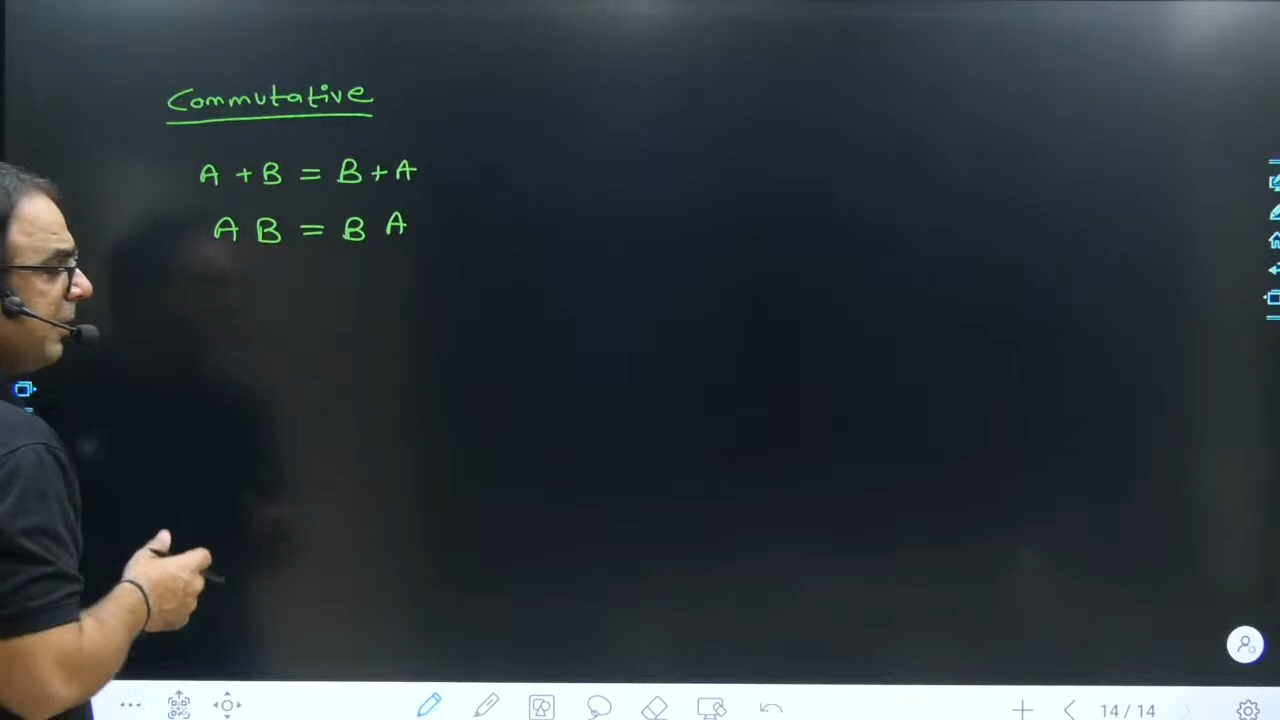 Commutative
A + B = B + A
A B = B A
14 / 14